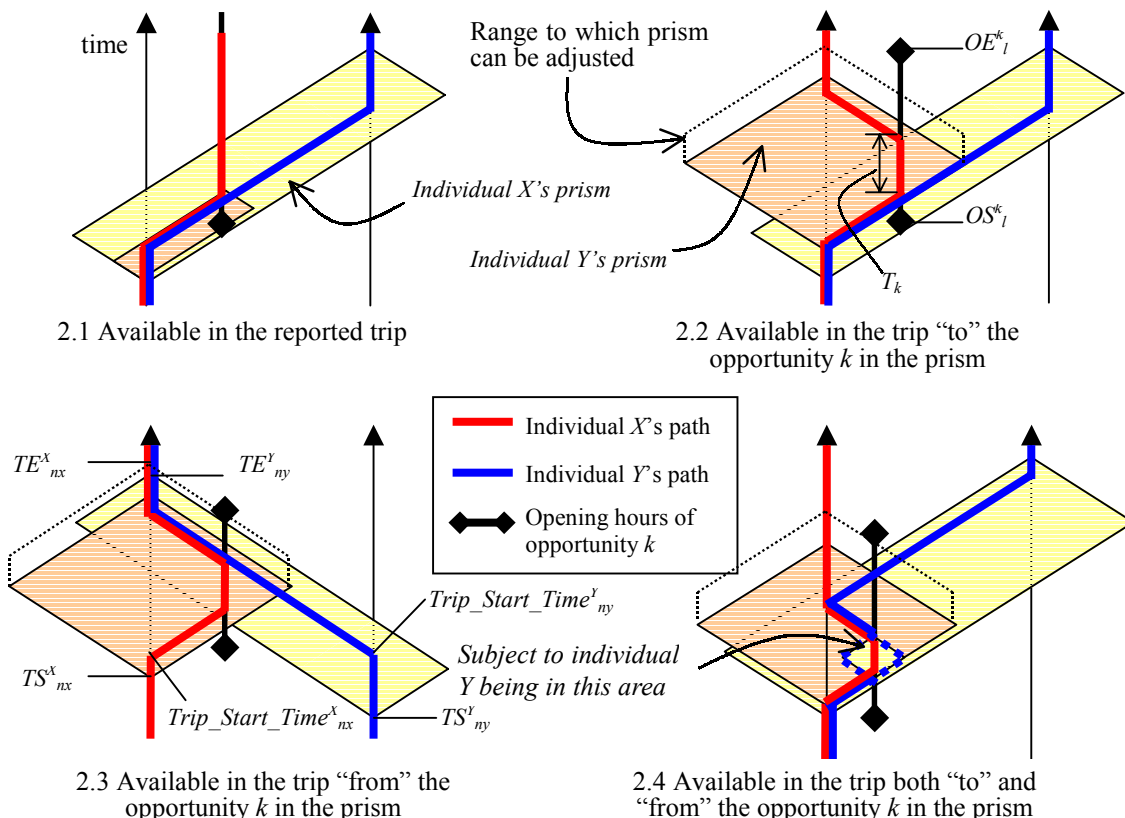 time
Individual X's prism
2.1 Available in the reported trip
Range to which prism
can be adjusted
OE^k_l
Individual Y's prism
OS^k_l
T_k
2.2 Available in the trip “to” the
opportunity k in the prism
Individual X's path
Individual Y's path
Opening hours of
opportunity k
TE^X_nx
TE^Y_ny
Trip_Start_Time^Y_ny
TS^X_nx
Trip_Start_Time^X_nx
TS^Y_ny
2.3 Available in the trip “from” the
opportunity k in the prism
Subject to individual
Y being in this area
2.4 Available in the trip both “to” and
“from” the opportunity k in the prism